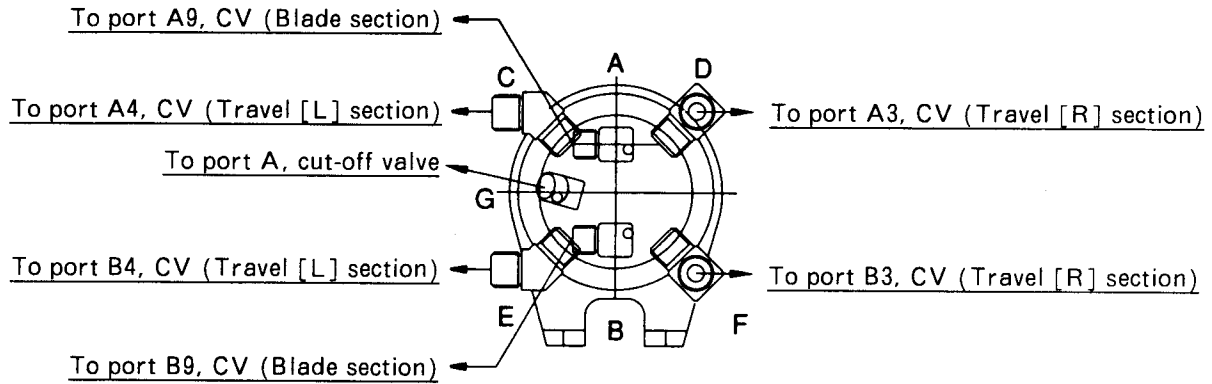 To port A9, CV (Blade section)
A
D
C
To port A4, CV (Travel [L] section)
To port A3, CV (Travel [R] section)
To port A, cut-off valve
G
To port B4, CV (Travel [L] section)
To port B3, CV (Travel [R] section)
E
B
F
To port B9, CV (Blade section)